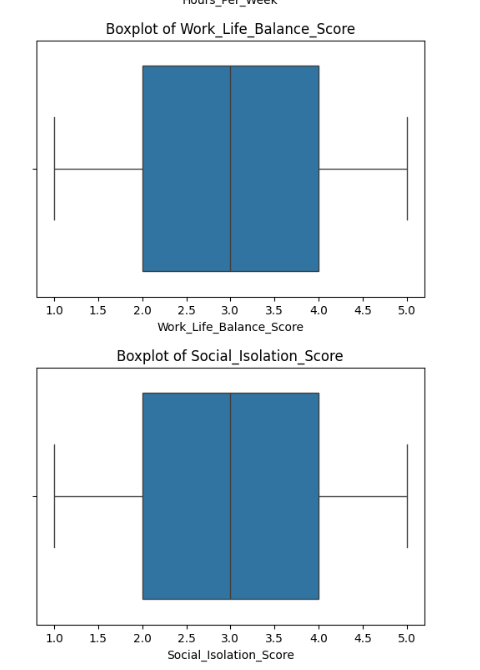 Hours_Per_Week
Boxplot of Work_Life_Balance_Score
1.0 1.5 2.0 2.5 3.0 3.5 4.0 4.5 5.0
Work_Life_Balance_Score
Boxplot of Social_Isolation_Score
1.0 1.5 2.0 2.5 3.0 3.5 4.0 4.5 5.0
Social_Isolation_Score